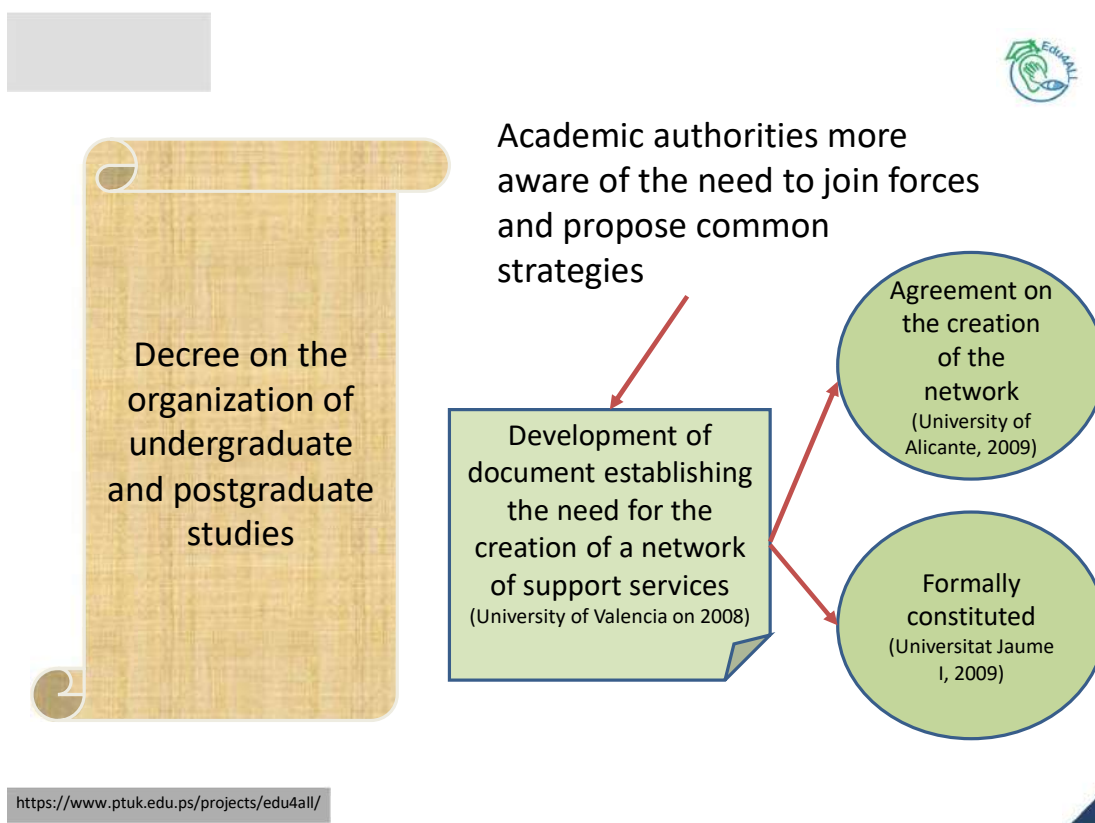 Edu4ALL
Academic authorities more
aware of the need to join forces
and propose common
strategies
Decree on the
organization of
undergraduate
and postgraduate
studies
Development of
document establishing
the need for the
creation of a network
of support services
(University of Valencia on 2008)
Agreement on
the creation
of the
network
(University of
Alicante, 2009)
Formally
constituted
(Universitat Jaume
I, 2009)
https://www.ptuk.edu.ps/projects/edu4all/